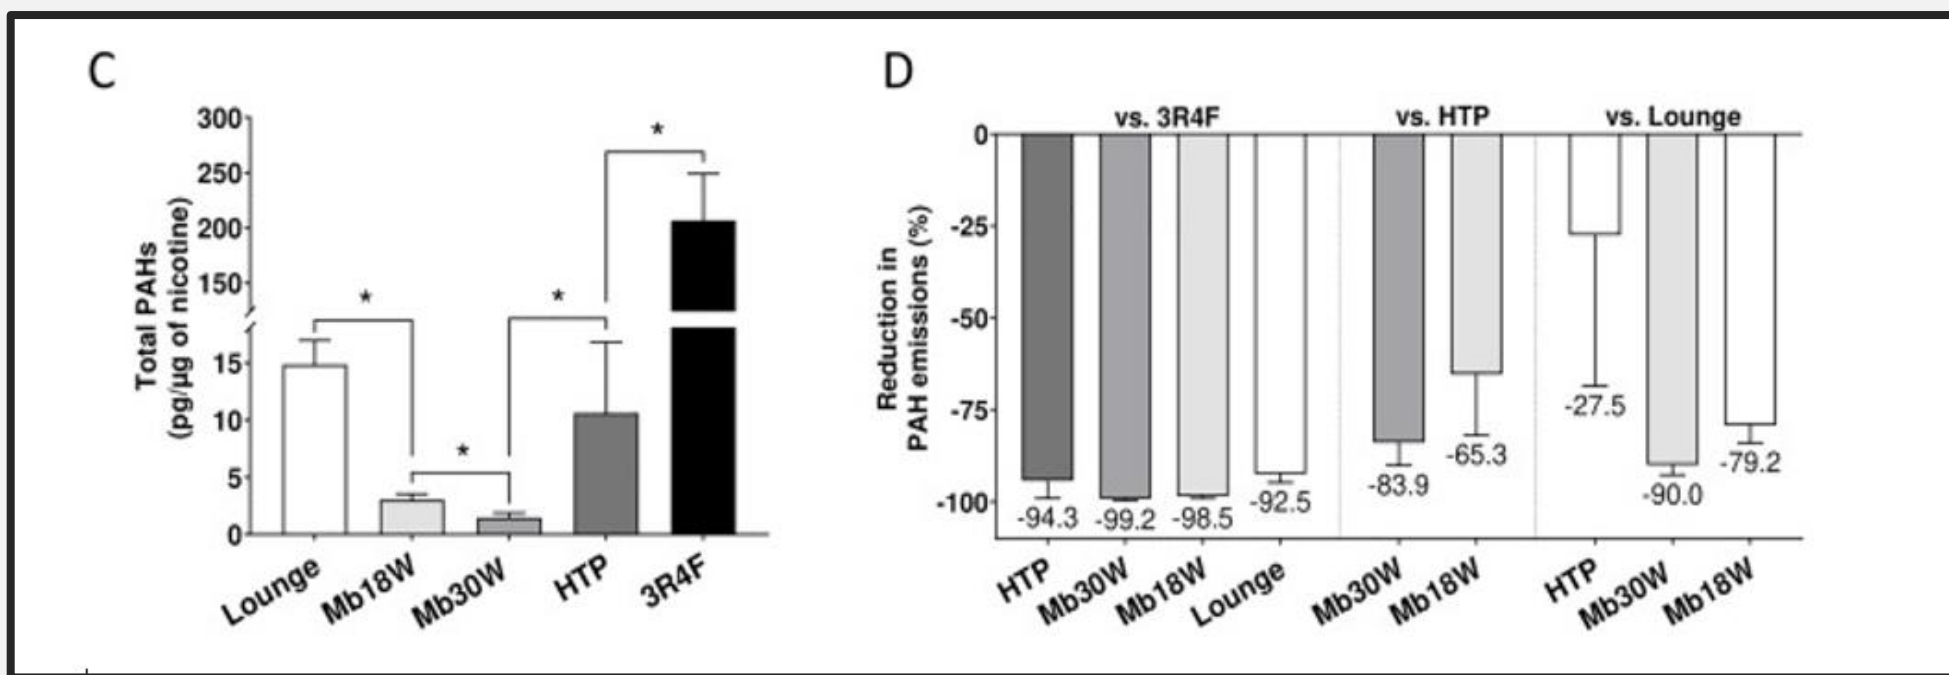 C
Total PAHs
(pg/µg of nicotine)
300
250
200
150
15
10
5
0
*
*
*
*
Lounge
Mb18W
Mb30W
HTP
3R4F
D
Reduction in
PAH emissions (%)
vs. 3R4F
vs. HTP
vs. Lounge
0
-25
-50
-75
-100
-94.3
-99.2
-98.5
-92.5
-83.9
-65.3
-27.5
-90.0
-79.2
HTP
Mb30W
Mb18W
Lounge
Mb30W
Mb18W
HTP
Mb30W
Mb18W